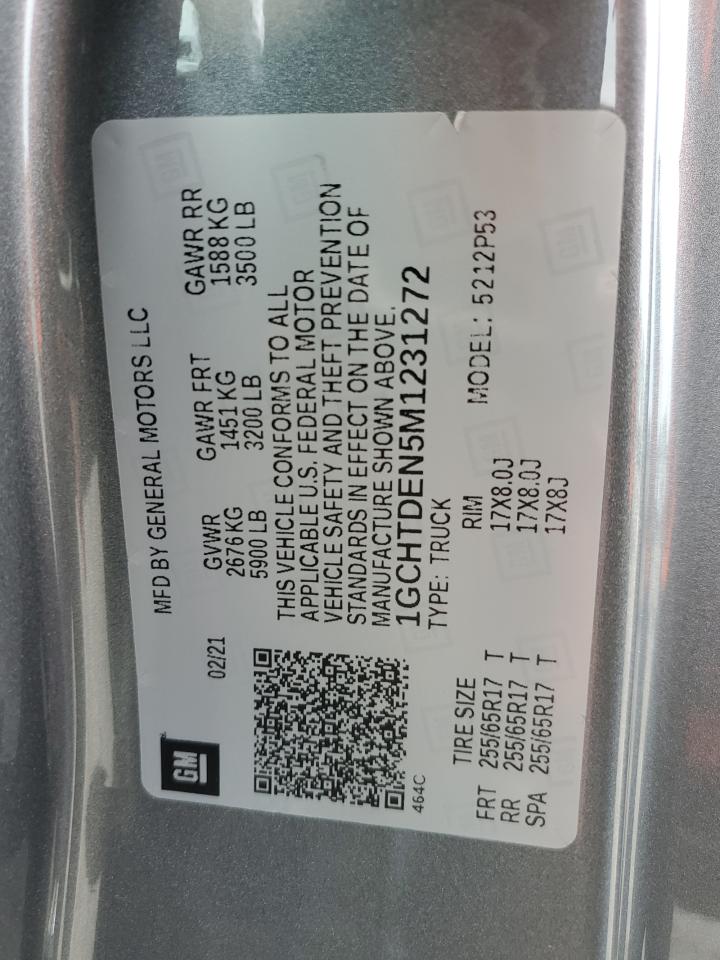 GM
MFD BY GENERAL MOTORS LLC
02/21
GVWR GAWR FRT GAWR RR
2676 KG 1451 KG 1588 KG
5900 LB 3200 LB 3500 LB
THIS VEHICLE CONFORMS TO ALL
APPLICABLE U.S. FEDERAL MOTOR
VEHICLE SAFETY AND THEFT PREVENTION
STANDARDS IN EFFECT ON THE DATE OF
MANUFACTURE SHOWN ABOVE.
1GCHTDEN5M1231272
464C
TYPE: TRUCK
TIRE SIZE RIM MODEL: 5212P53
FRT 255/65R17 T 17X8.0J
RR 255/65R17 T 17X8.0J
SPA 255/65R17 T 17X8J